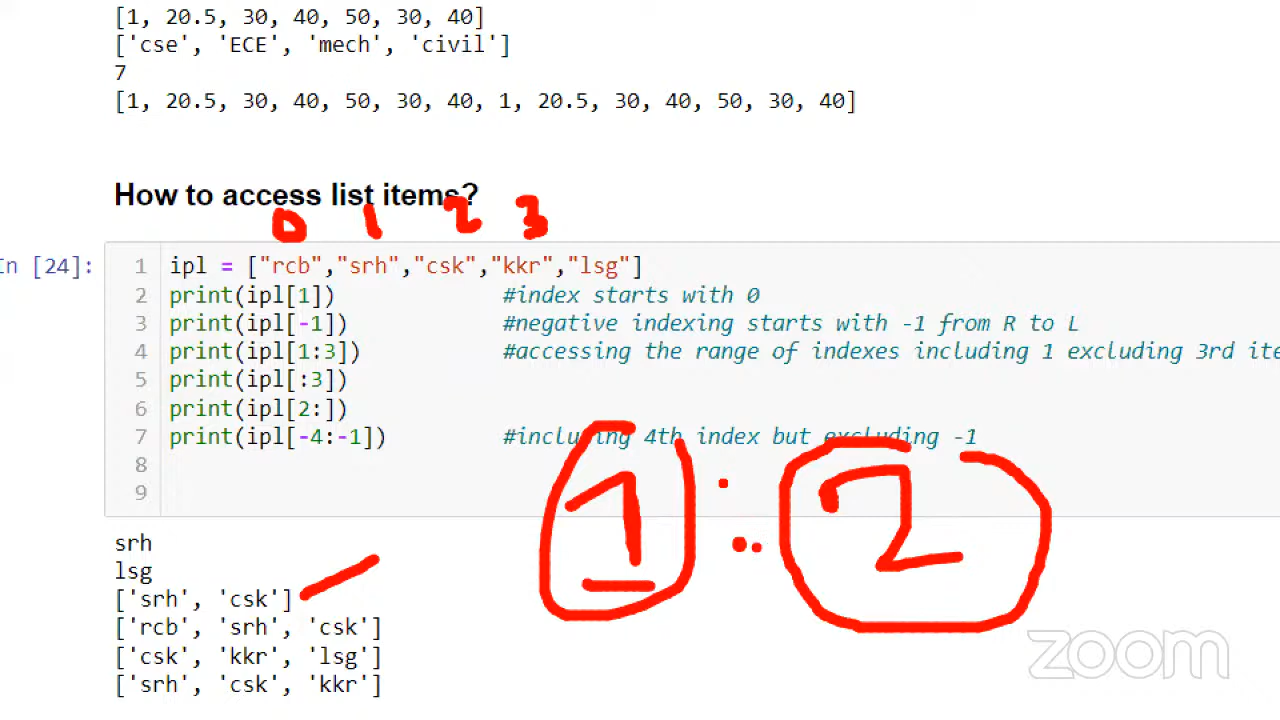 [1, 20.5, 30, 40, 50, 30, 40]
['cse', 'ECE', 'mech', 'civil']
7
[1, 20.5, 30, 40, 50, 30, 40, 1, 20.5, 30, 40, 50, 30, 40]
How to access list items?
0 1 2 3
In [24]:
1 ipl = ["rcb","srh","csk","kkr","lsg"]
2 print(ipl[1]) #index starts with 0
3 print(ipl[-1]) #negative indexing starts with -1 from R to L
4 print(ipl[1:3]) #accessing the range of indexes including 1 excluding 3rd ite
5 print(ipl[:3])
6 print(ipl[2:])
7 print(ipl[-4:-1]) #including 4th index but excluding -1
8
9
1 : 2
srh
lsg
['srh', 'csk']
['rcb', 'srh', 'csk']
['csk', 'kkr', 'lsg']
['srh', 'csk', 'kkr']
zoom